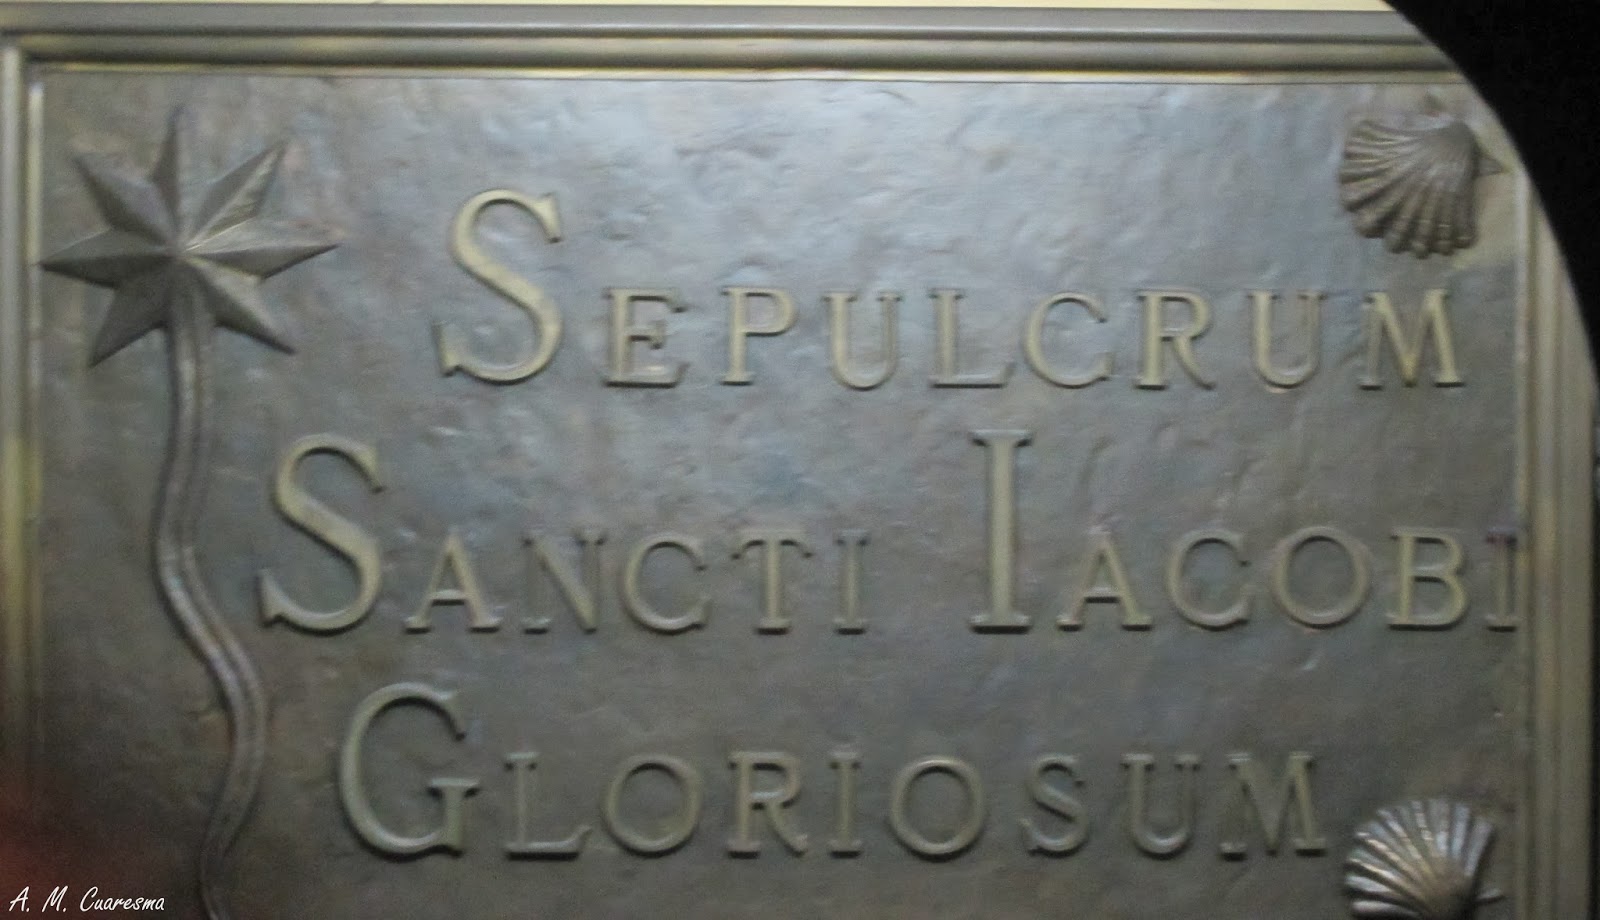 SEPULCRUM
SANCTI IACOBI
GLORIOSUM
A. M. Cuaresma